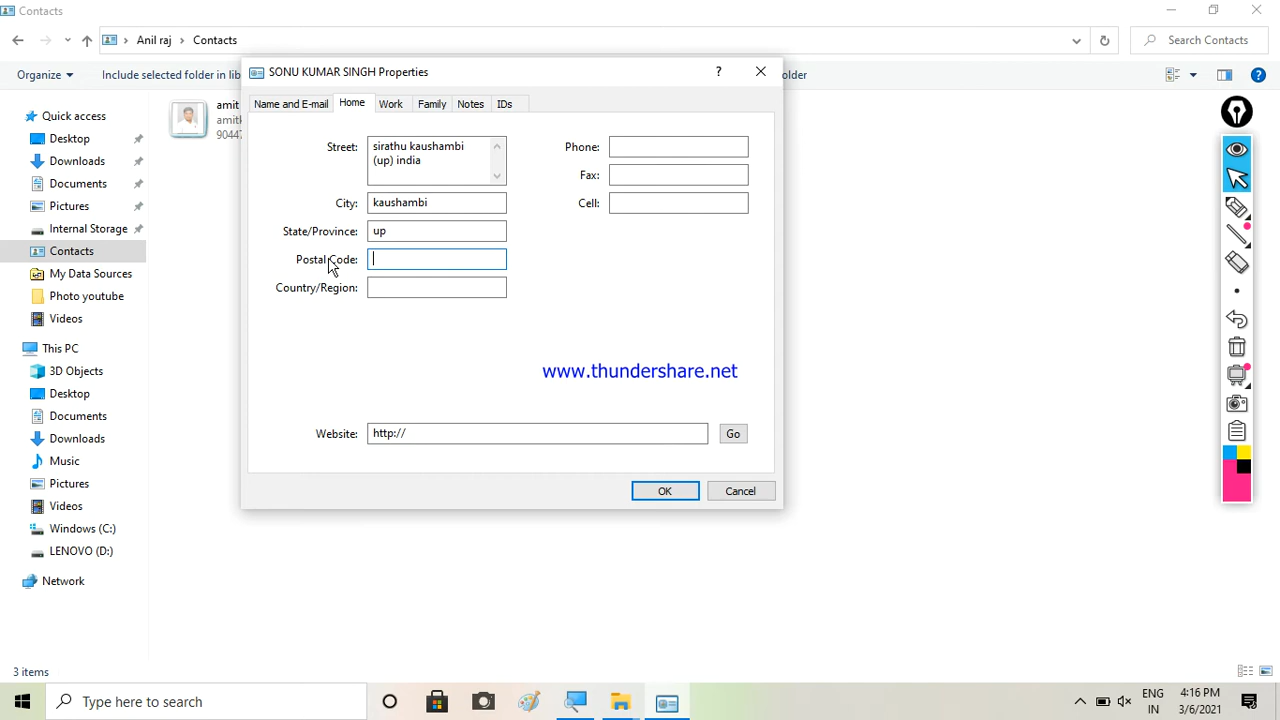 Contacts
Anil raj
Contacts
Search Contacts
Organize
Include selected folder in lib
older
Quick access
Desktop
Downloads
Documents
Pictures
Internal Storage
Contacts
My Data Sources
Photo youtube
Videos
This PC
3D Objects
Desktop
Documents
Downloads
Music
Pictures
Videos
Windows (C:)
LENOVO (D:)
Network
amit
amitk
90447
SONU KUMAR SINGH Properties
?
Name and E-mail
Home
Work
Family
Notes
IDs
Street:
sirathu kaushambi
(up) india
City:
kaushambi
State/Province:
up
Postal Code:
Country/Region:
Phone:
Fax:
Cell:
www.thundershare.net
Website:
http://
Go
OK
Cancel
3 items
Type here to search
ENG
IN
4:16 PM
3/6/2021